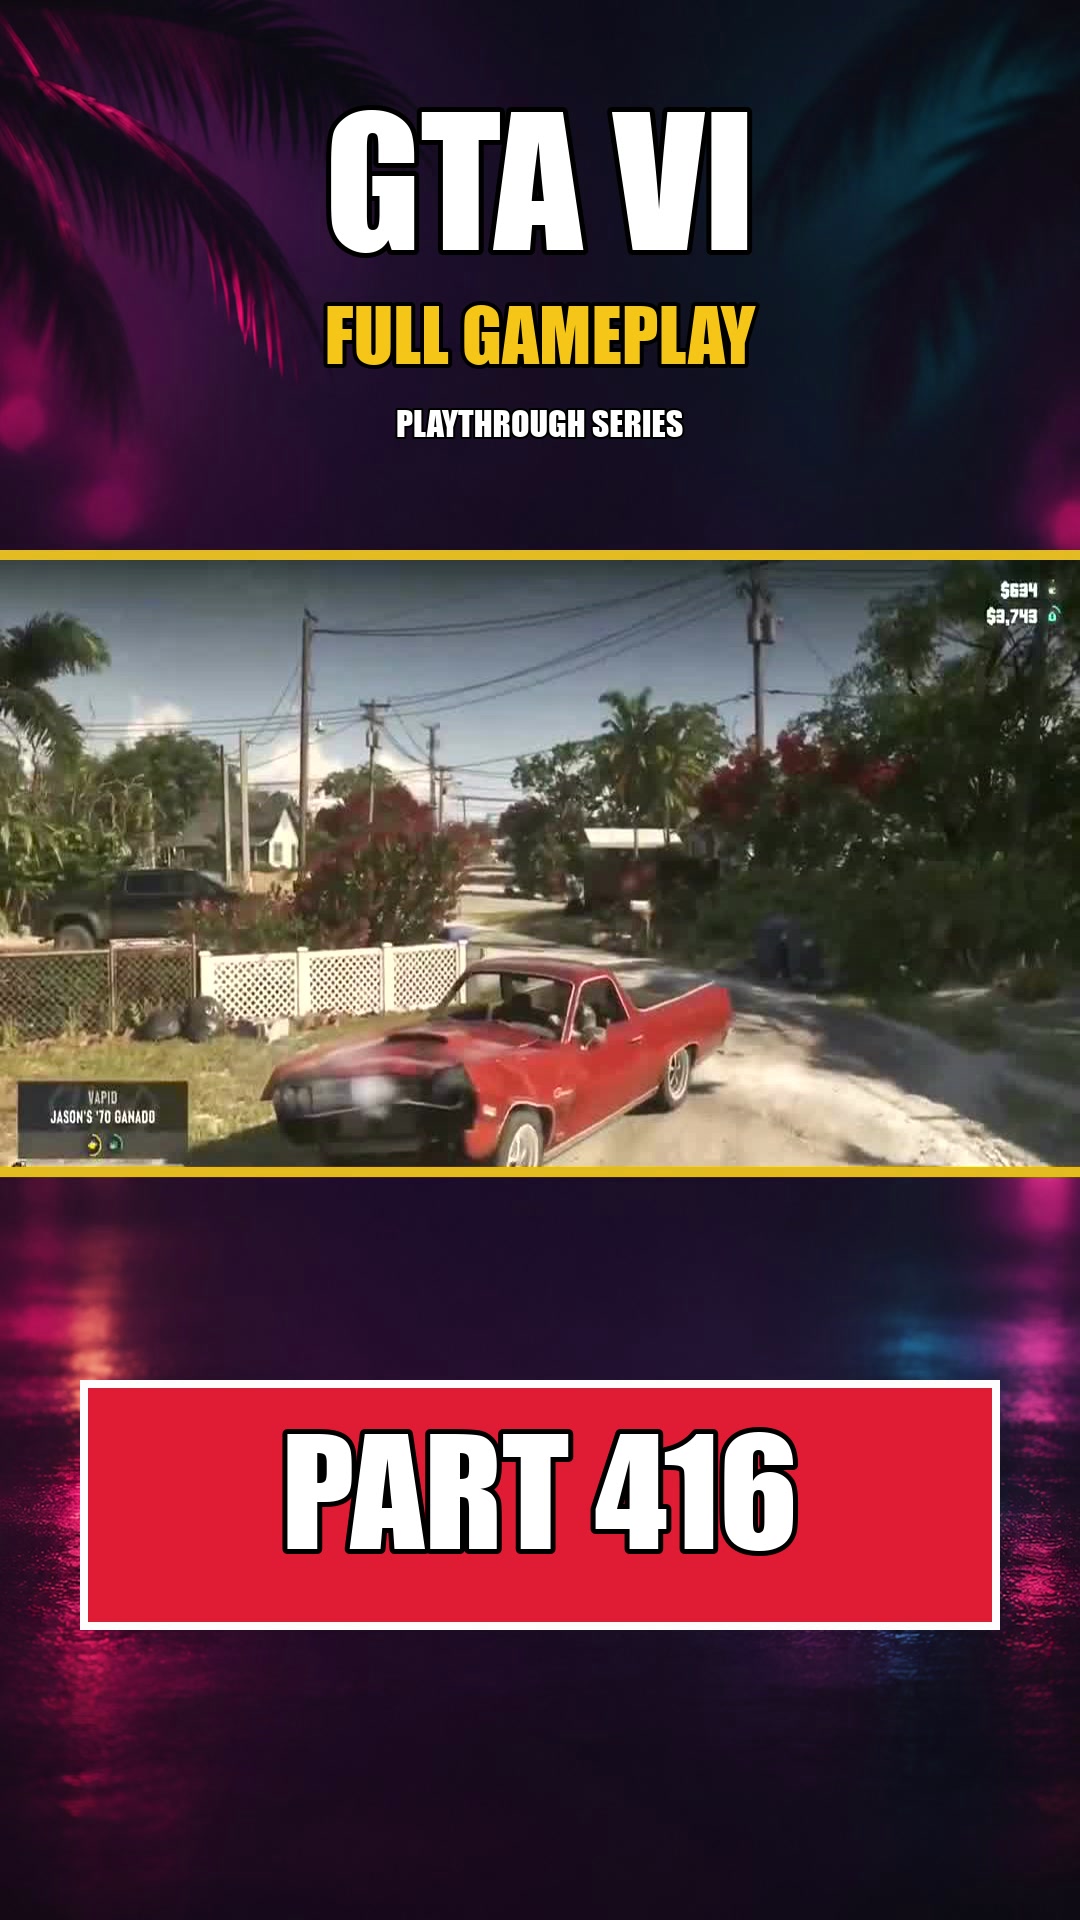 GTA VI
FULL GAMEPLAY
PLAYTHROUGH SERIES
$634
$3,743
VAPID
JASON'S '70 GANADO
PART 416